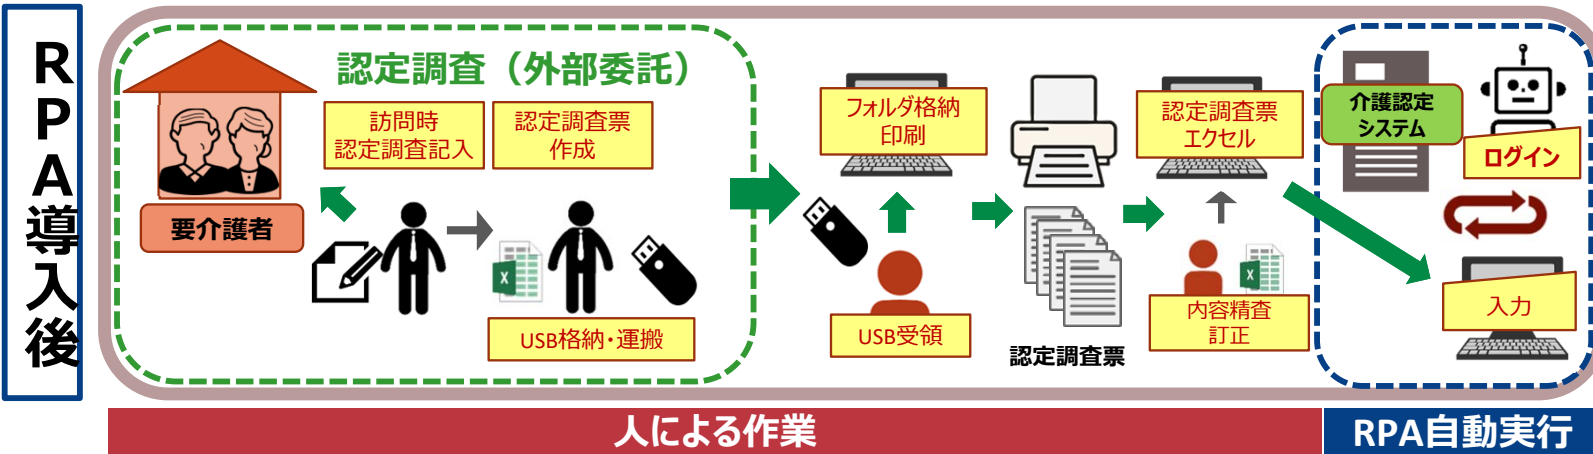 RPA導入後
認定調査（外部委託）
訪問時
認定調査記入
認定調査票
作成
要介護者
X
USB格納・運搬
フォルダ格納
印刷
USB受領
認定調査票
認定調査票
エクセル
X
内容精査
訂正
介護認定
システム
ログイン
入力
人による作業
RPA自動実行